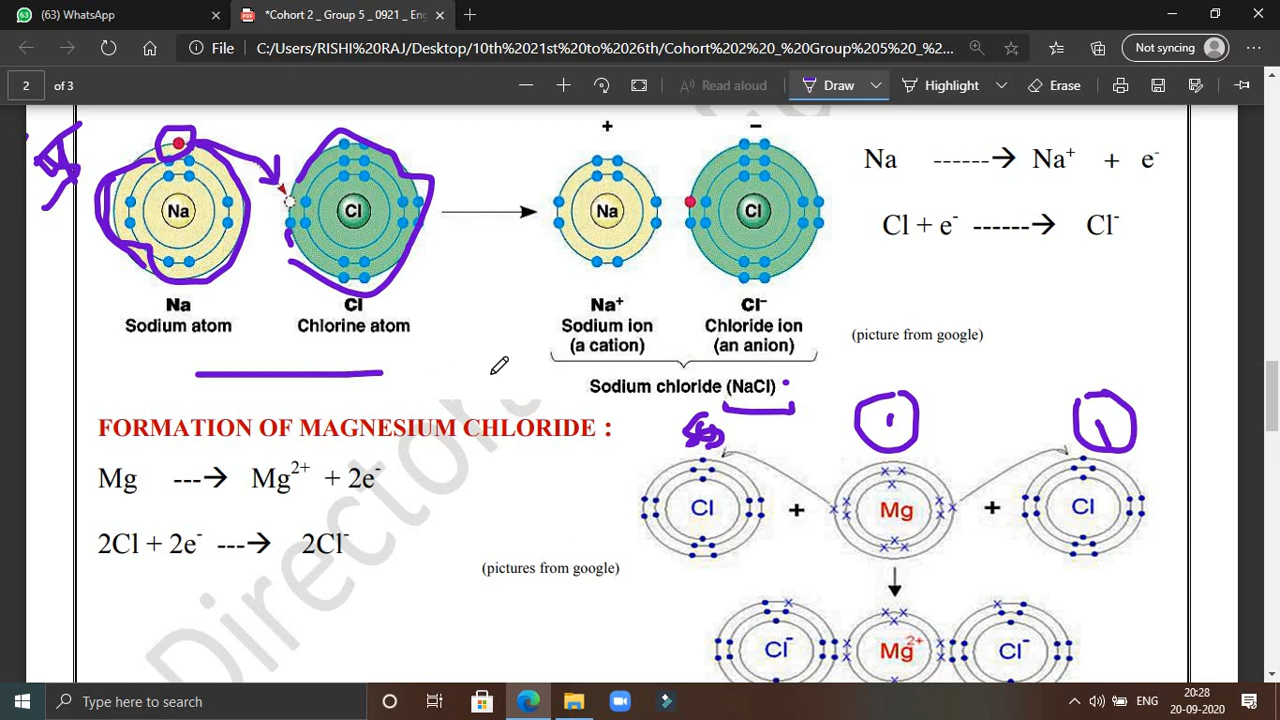 (63) WhatsApp
*Cohort 2 _ Group 5 _ 0921 _ Eng
File C:/Users/RISHI%20RAJ/Desktop/10th%2021st%20to%2026th/Cohort%202%20_%20Group%205%20_%2...
Not syncing
2 of 3
Read aloud
Draw
Highlight
Erase
+ −
Na ------→ Na⁺ + e⁻
Na Cl Na Cl
Cl + e⁻ ------→ Cl⁻
Na Cl Na⁺ Cl⁻
Sodium atom Chlorine atom Sodium ion Chloride ion
(a cation) (an anion)
(picture from google)
Sodium chloride (NaCl)
FORMATION OF MAGNESIUM CHLORIDE :
Mg ---→ Mg²⁺ + 2e⁻
2Cl + 2e⁻ ---→ 2Cl⁻
(pictures from google)
Cl + Mg + Cl
Cl⁻ Mg²⁺ Cl⁻
Director
Type here to search
ENG
20:28
20-09-2020